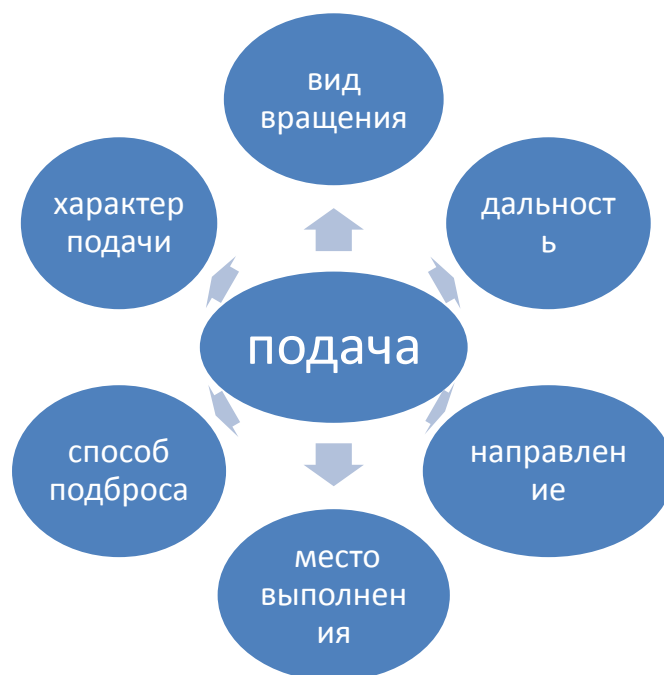 вид
вращения
характер
подачи
дальност
ь
подача
способ
подброса
направлен
ие
место
выполнен
ия